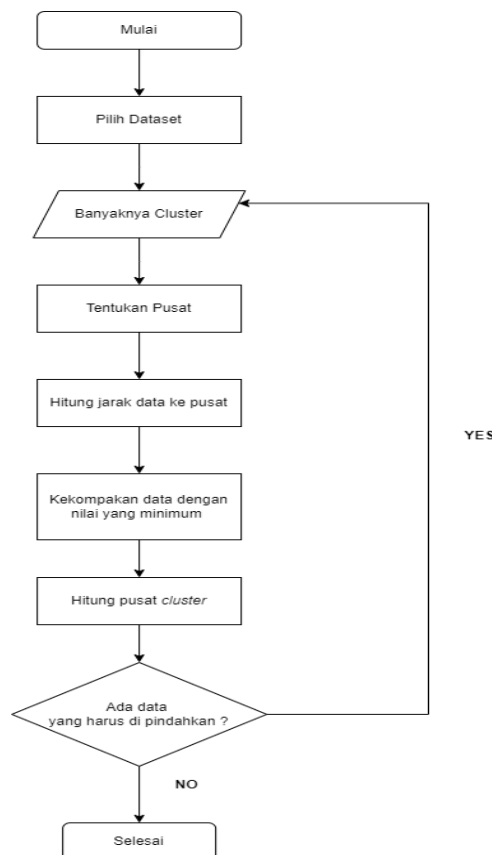 Mulai
Pilih Dataset
Banyaknya Cluster
Tentukan Pusat
Hitung jarak data ke pusat
YES
Kekompakan data dengan
nilai yang minimum
Hitung pusat cluster
Ada data
yang harus di pindahkan ?
NO
Selesai